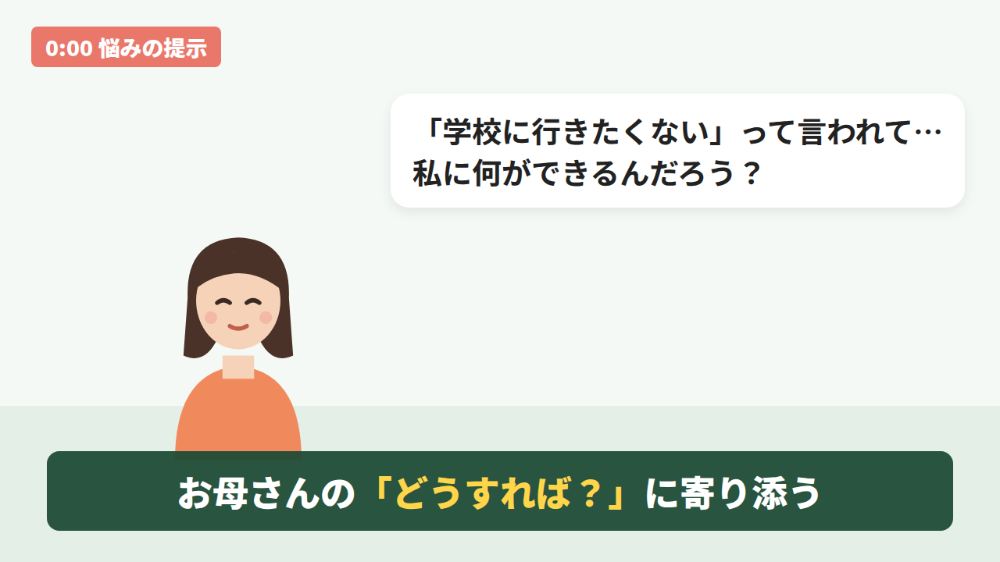 0:00 悩みの提示
「学校に行きたくない」って言われて…
私に何ができるんだろう？
お母さんの「どうすれば？」に寄り添う